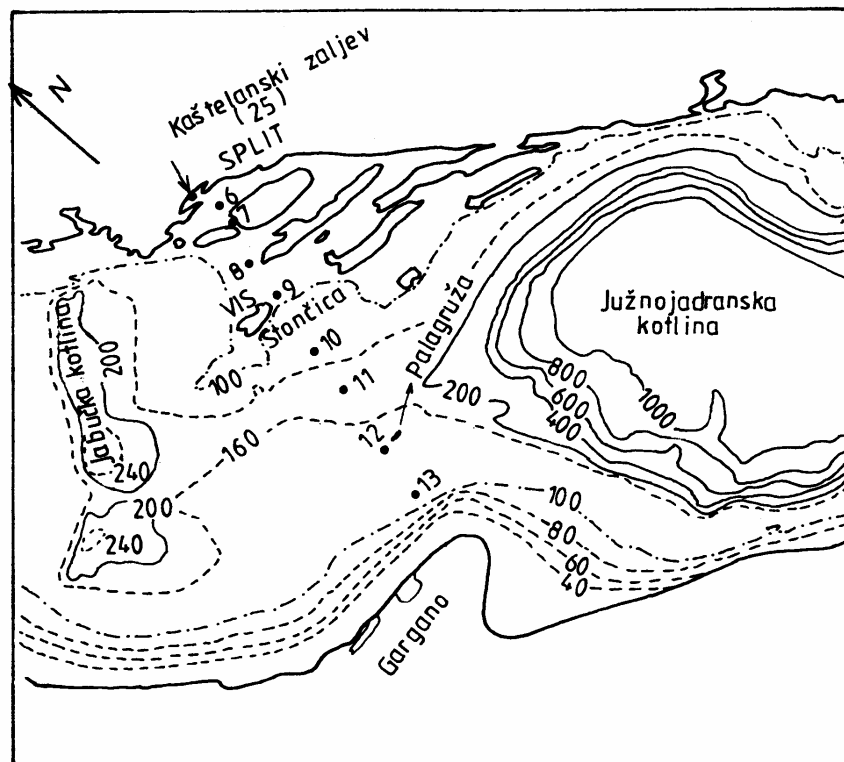 N
Kaštelanski zaljev
(25)
SPLIT
6
7
8
9
VIS
Stončica
10
11
12
13
Palagruža
Jabučka kotlina
200
240
200
240
100
160
200
Južnojadranska
kotlina
800
600
400
1000
100
80
60
40
Gargano